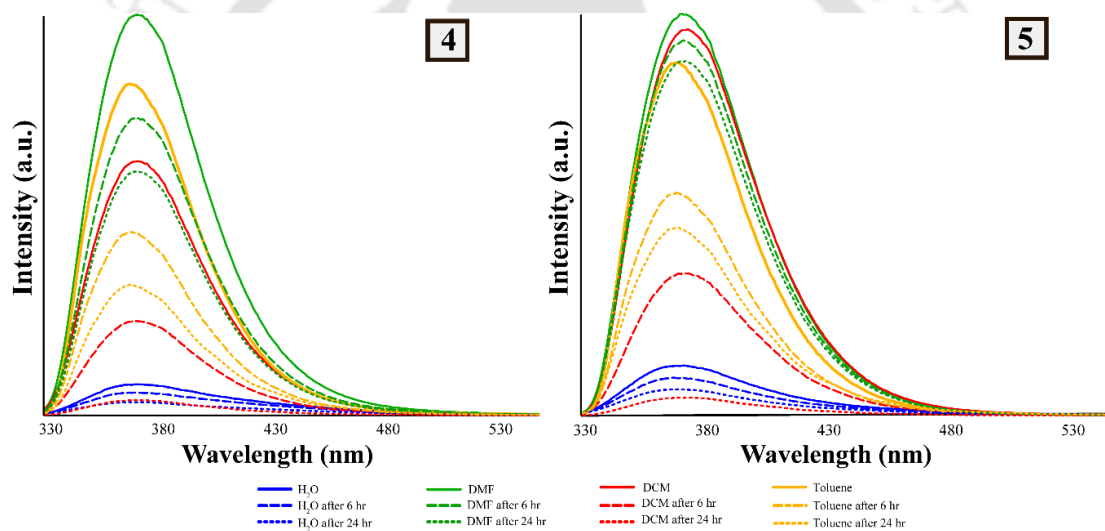 4
5
Intensity (a.u.)
Intensity (a.u.)
330 380 430 480 530
330 380 430 480 530
Wavelength (nm)
Wavelength (nm)
H₂O DMF DCM Toluene
H₂O after 6 hr DMF after 6 hr DCM after 6 hr Toluene after 6 hr
H₂O after 24 hr DMF after 24 hr DCM after 24 hr Toluene after 24 hr